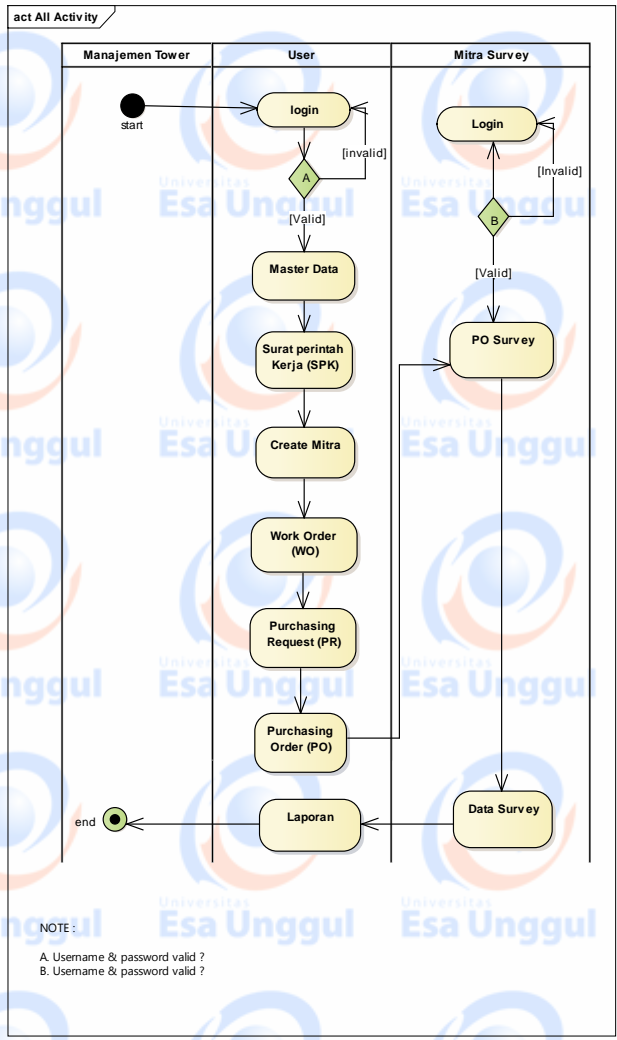 act All Activity
Manajemen Tower
User
Mitra Survey
start
login
Login
[invalid]
[Invalid]
A
B
[Valid]
[Valid]
Master Data
Surat perintah
Kerja (SPK)
PO Survey
Create Mitra
Work Order
(WO)
Purchasing
Request (PR)
Purchasing
Order (PO)
end
Laporan
Data Survey
NOTE :
A. Username & password valid ?
B. Username & password valid ?
Universitas
Esa Unggul